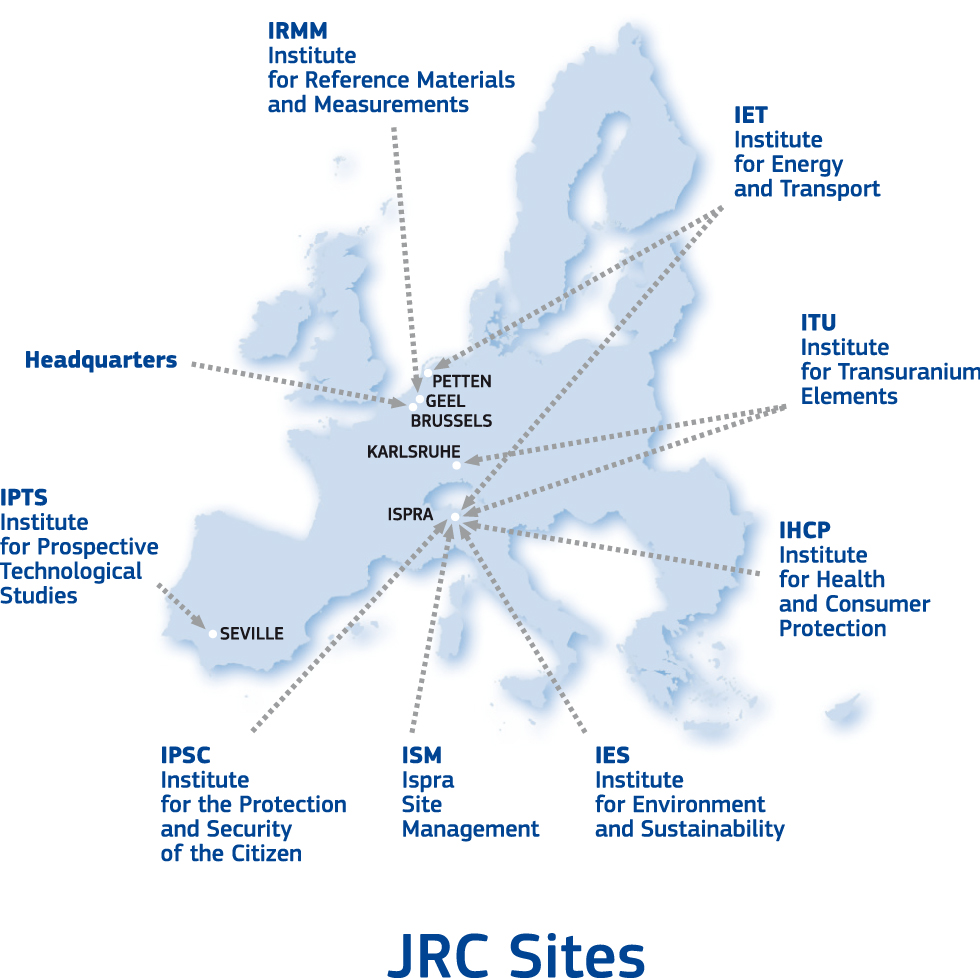 IRMM
Institute
for Reference Materials
and Measurements
IET
Institute
for Energy
and Transport
ITU
Institute
for Transuranium
Elements
Headquarters
PETTEN
GEEL
BRUSSELS
KARLSRUHE
ISPRA
IPTS
Institute
for Prospective
Technological
Studies
SEVILLE
IHCP
Institute
for Health
and Consumer
Protection
IPSC
Institute
for the Protection
and Security
of the Citizen
ISM
Ispra
Site
Management
IES
Institute
for Environment
and Sustainability
JRC Sites